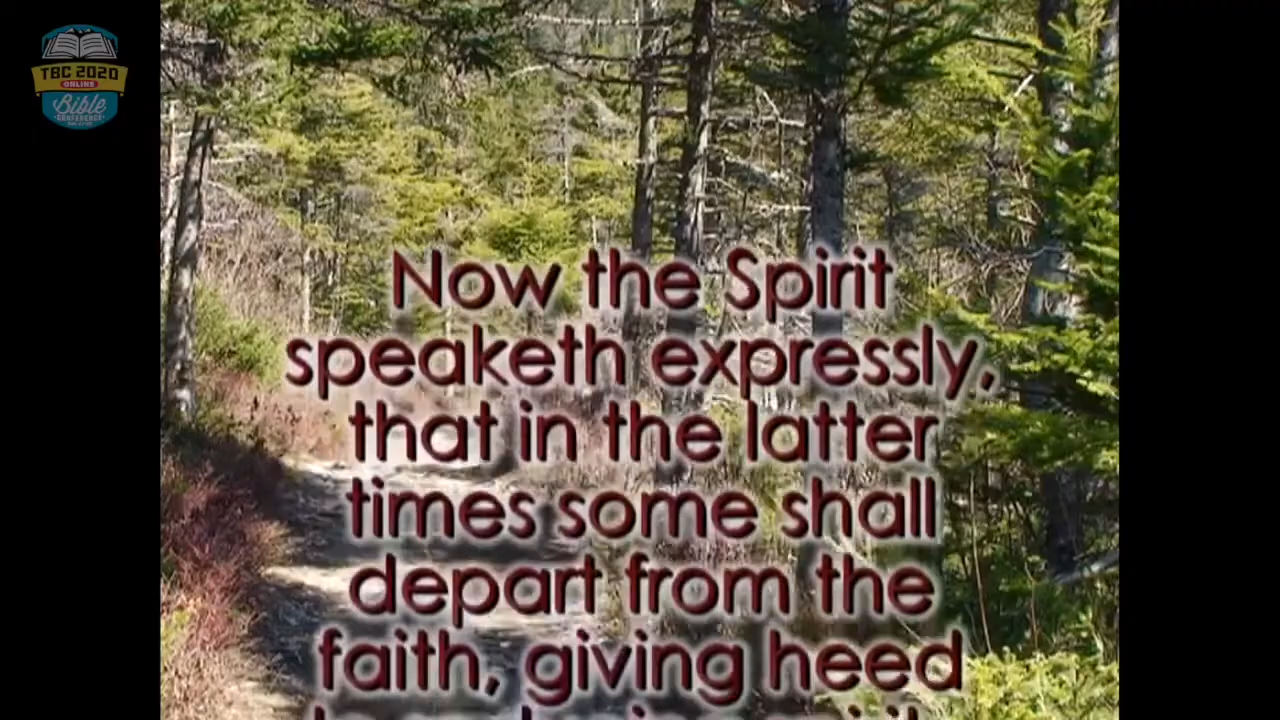 TBC 2020
ONLINE
Bible
CONFERENCE
Now the Spirit
speaketh expressly,
that in the latter
times some shall
depart from the
faith, giving heed